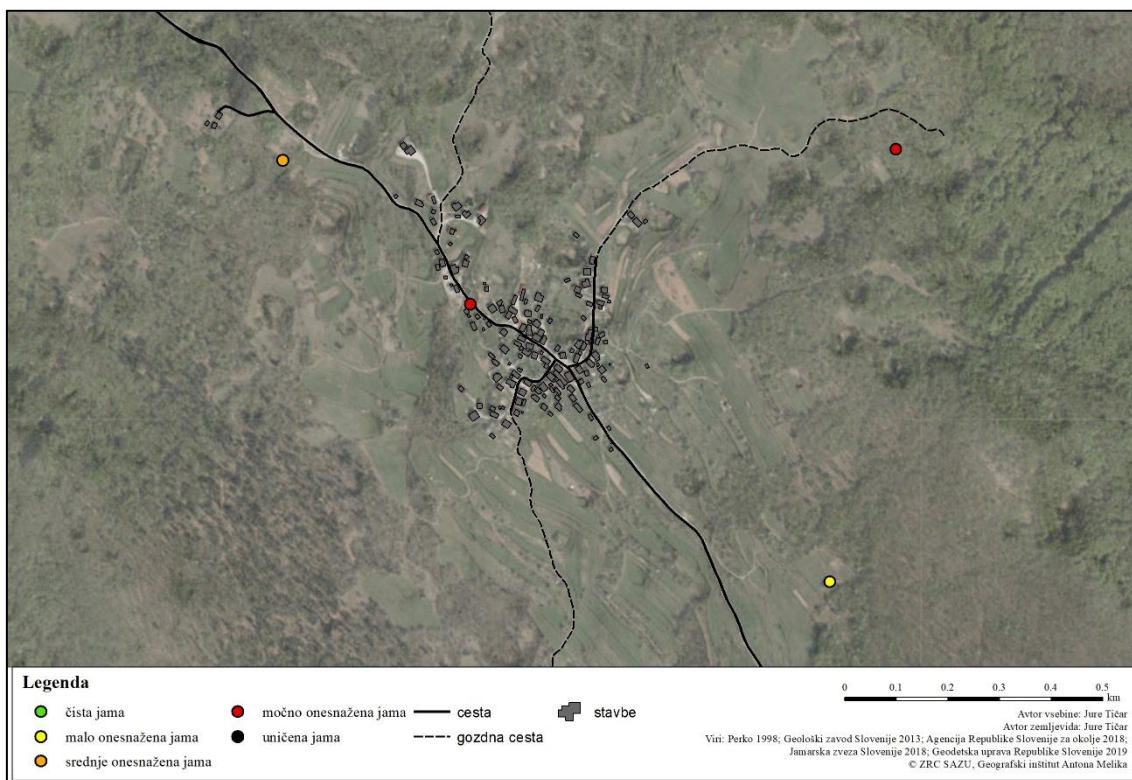 Legenda
čista jama
malo onesnažena jama
srednje onesnažena jama
močno onesnažena jama
uničena jama
cesta
gozdna cesta
stavbe
0 0.1 0.2 0.3 0.4 0.5
km
Avtor vsebine: Jure Tičar
Avtor zemljevida: Jure Tičar
Viri: Perko 1998; Geološki zavod Slovenije 2013; Agencija Republike Slovenije za okolje 2018;
Jamarska zveza Slovenije 2018; Geodetska uprava Republike Slovenije 2019
© ZRC SAZU, Geografski inštitut Antona Melika